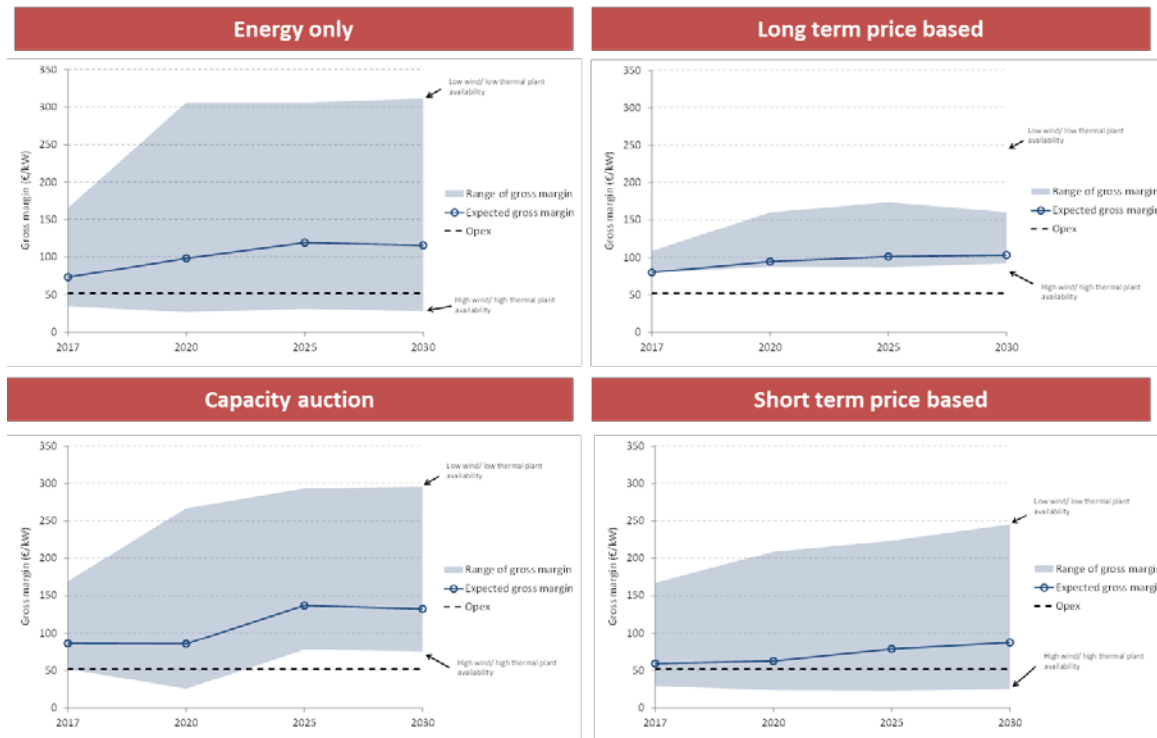 Energy only
350
300
250
200
150
100
50
0
Gross margin (€/kW)
2017
2020
2025
2030
Low wind/ low thermal plant
availability
Range of gross margin
Expected gross margin
Opex
High wind/ high thermal plant
availability
Long term price based
350
300
250
200
150
100
50
0
Gross margin (€/kW)
2017
2020
2025
2030
Low wind/ low thermal plant
availability
Range of gross margin
Expected gross margin
Opex
High wind/ high thermal plant
availability
Capacity auction
350
300
250
200
150
100
50
0
Gross margin (€/kW)
2017
2020
2025
2030
Low wind/ low thermal plant
availability
Range of gross margin
Expected gross margin
Opex
High wind/ high thermal plant
availability
Short term price based
350
300
250
200
150
100
50
0
Gross margin (€/kW)
2017
2020
2025
2030
Low wind/ low thermal plant
availability
Range of gross margin
Expected gross margin
Opex
High wind/ high thermal plant
availability